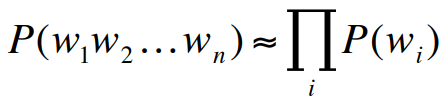 P(w₁w₂…wₙ) ≈ ∏ᵢ P(wᵢ)